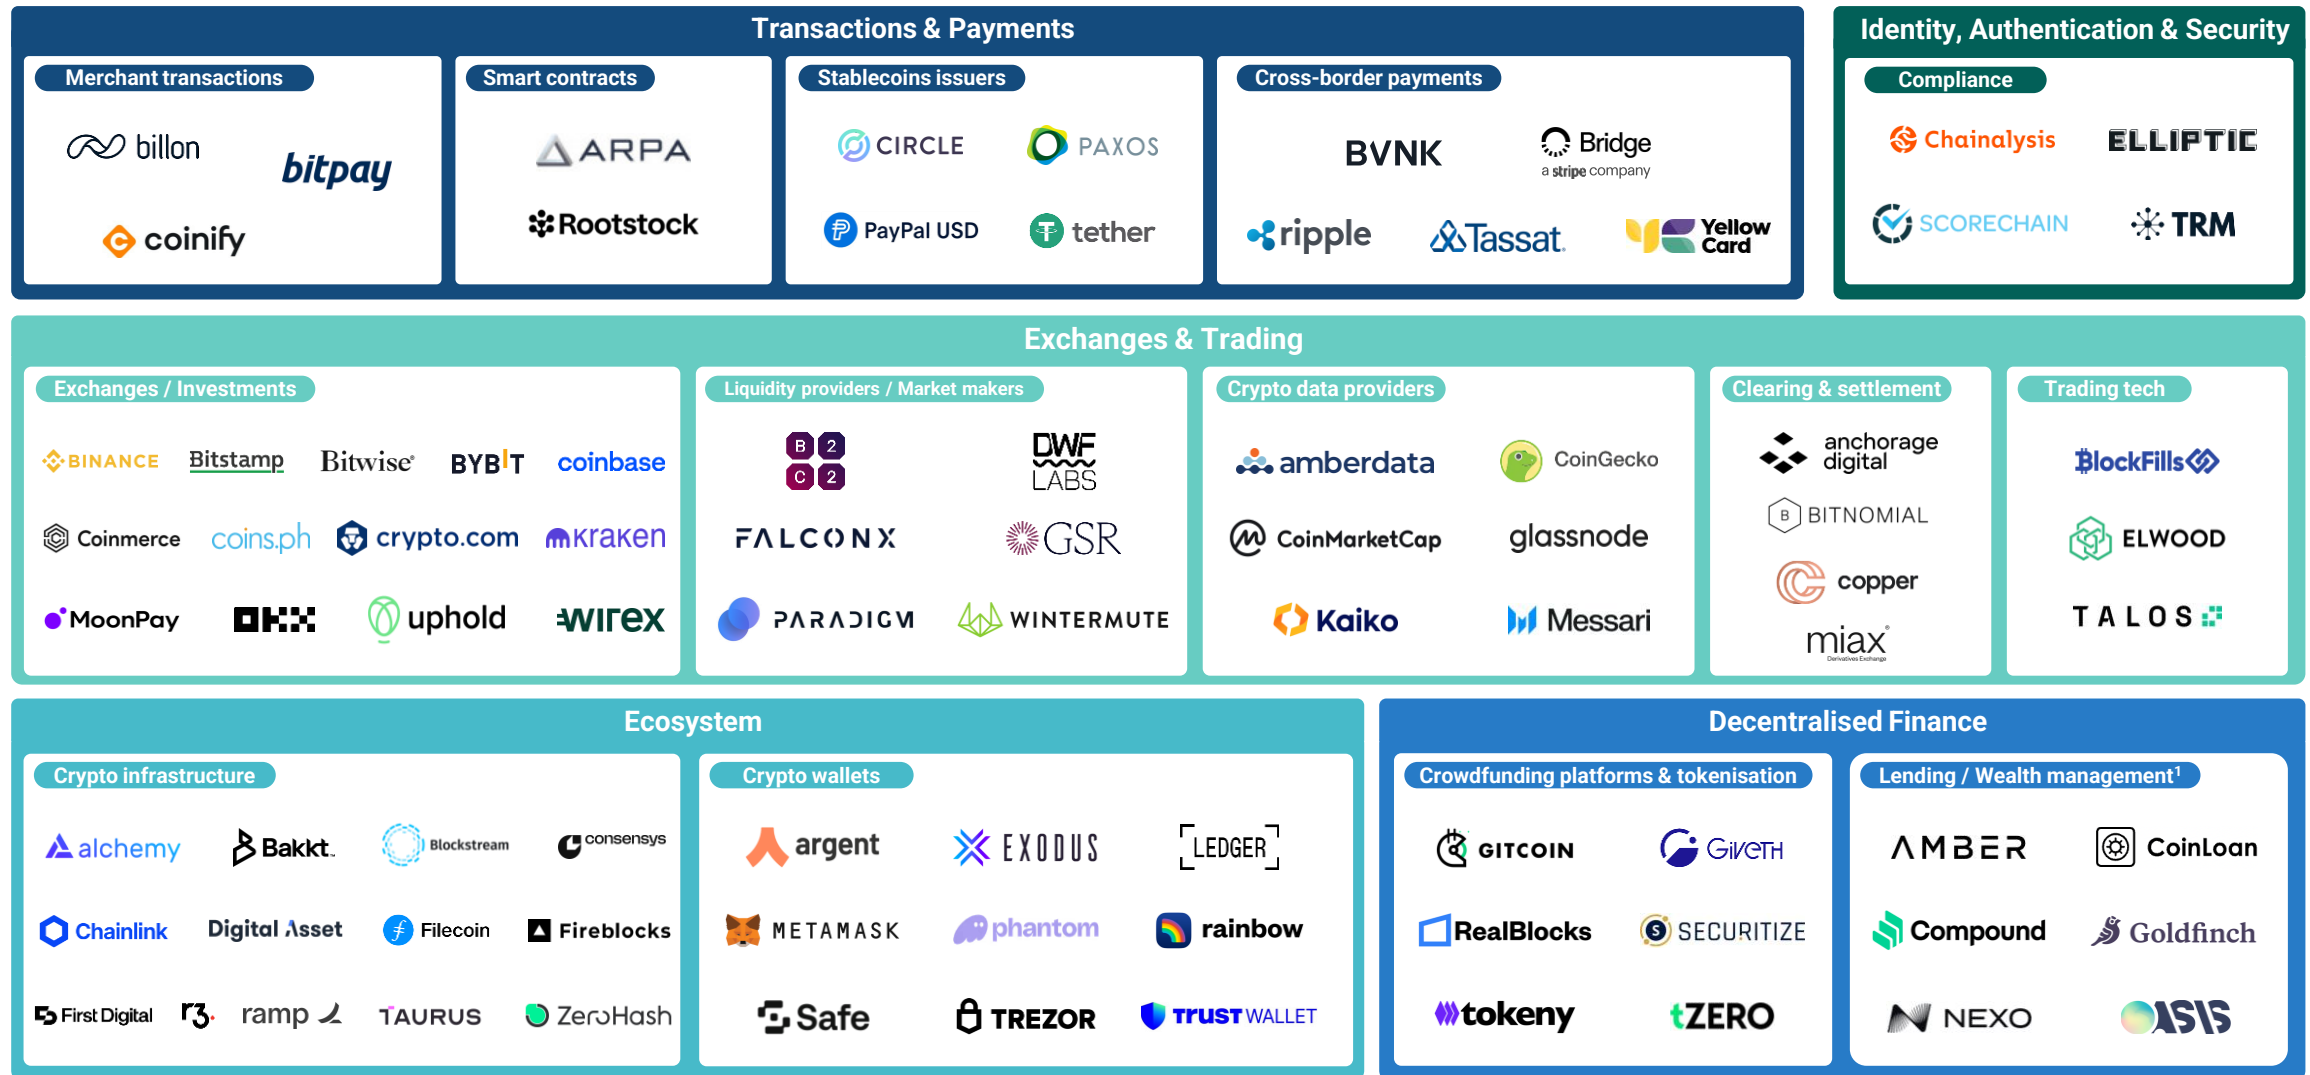 Transactions & Payments
Merchant transactions
billon
bitpay
coinify
Smart contracts
ARPA
Rootstock
Stablecoins issuers
CIRCLE
PAXOS
PayPal USD
tether
Cross-border payments
BVNK
Bridge
a stripe company
ripple
Tassat
Yellow
Card
Identity, Authentication & Security
Compliance
Chainalysis
ELLIPTIC
SCORECHAIN
TRM
Exchanges & Trading
Exchanges / Investments
BINANCE
Bitstamp
Bitwise
BYBIT
coinbase
Coinmerce
coins.ph
crypto.com
kraken
MoonPay
OKX
uphold
wirex
Liquidity providers / Market makers
B 2
C 2
DWF
LABS
FALCONX
GSR
PARADIGM
WINTERMUTE
Crypto data providers
amberdata
CoinGecko
CoinMarketCap
glassnode
Kaiko
Messari
Clearing & settlement
anchorage
digital
B BITNOMIAL
copper
miax®
Derivatives Exchange
Trading tech
BlockFills
ELWOOD
TALOS
Ecosystem
Crypto infrastructure
alchemy
Bakkt
Blockstream
consensys
Chainlink
Digital Asset
Filecoin
Fireblocks
First Digital
r3.
ramp
TAURUS
ZeroHash
Crypto wallets
argent
EXODUS
LEDGER
METAMASK
phantom
rainbow
Safe
TREZOR
TRUST WALLET
Decentralised Finance
Crowdfunding platforms & tokenisation
GITCOIN
GIVETH
RealBlocks
S SECURITIZE
tokeny
tZERO
Lending / Wealth management¹
AMBER
CoinLoan
Compound
Goldfinch
NEXO
OASIS